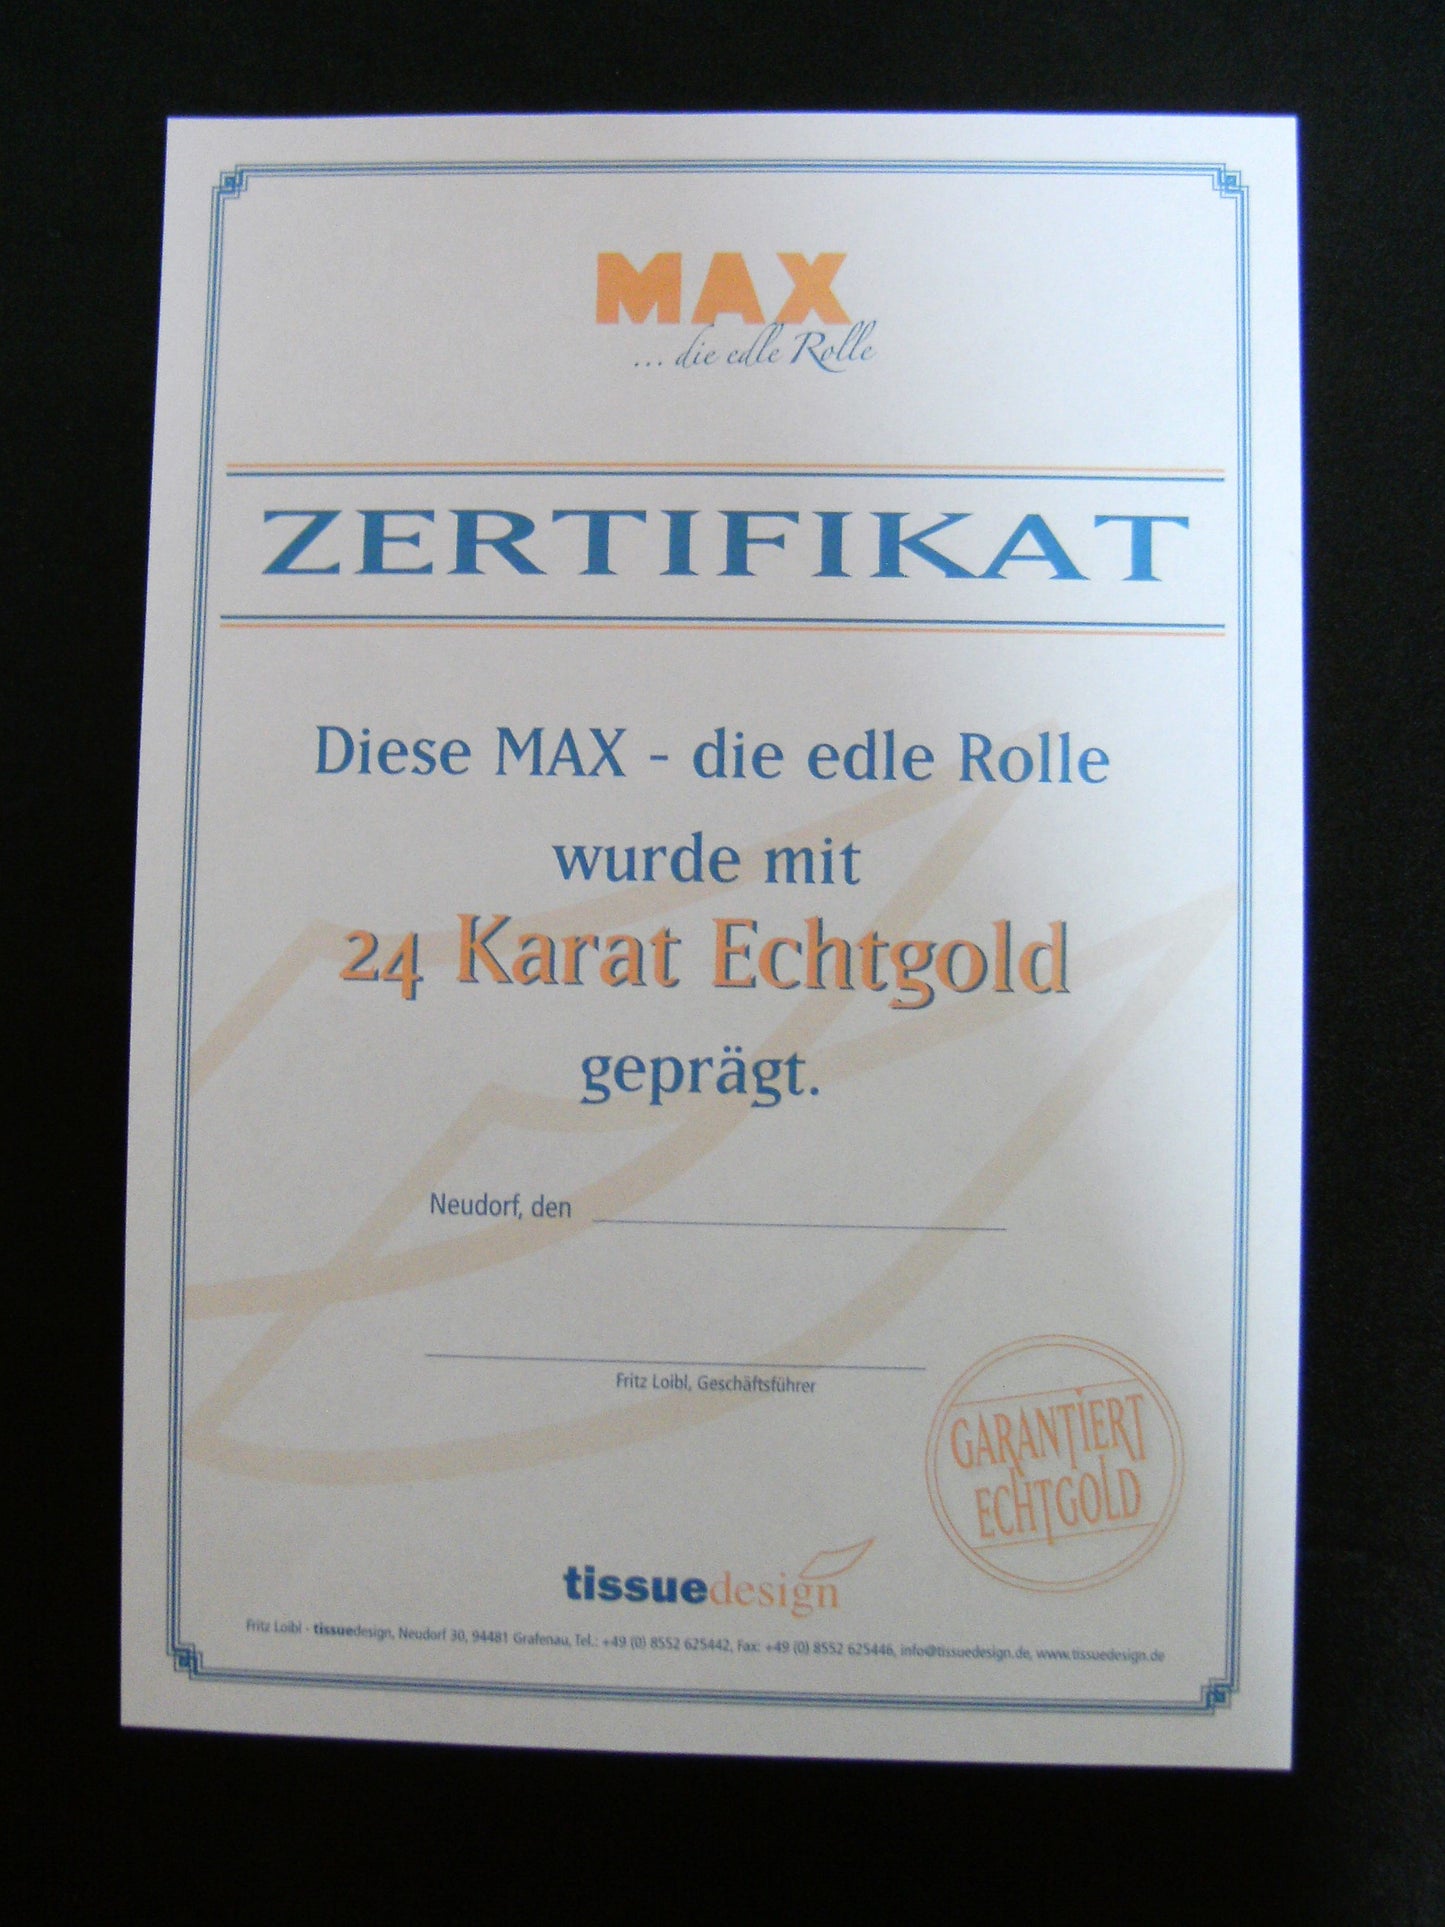 MAX
... die edle Rolle
ZERTIFIKAT
Diese MAX - die edle Rolle
wurde mit
24 Karat Echtgold
geprägt.
Neudorf, den
Fritz Loibl, Geschäftsführer
GARANTIERT
ECHTGOLD
tissuedesign
Fritz Loibl - tissuedesign, Neudorf 30, 94481 Grafenau, Tel.: +49 (0) 8552 625442, Fax: +49 (0) 8552 625446, info@tissuedesign.de, www.tissuedesign.de